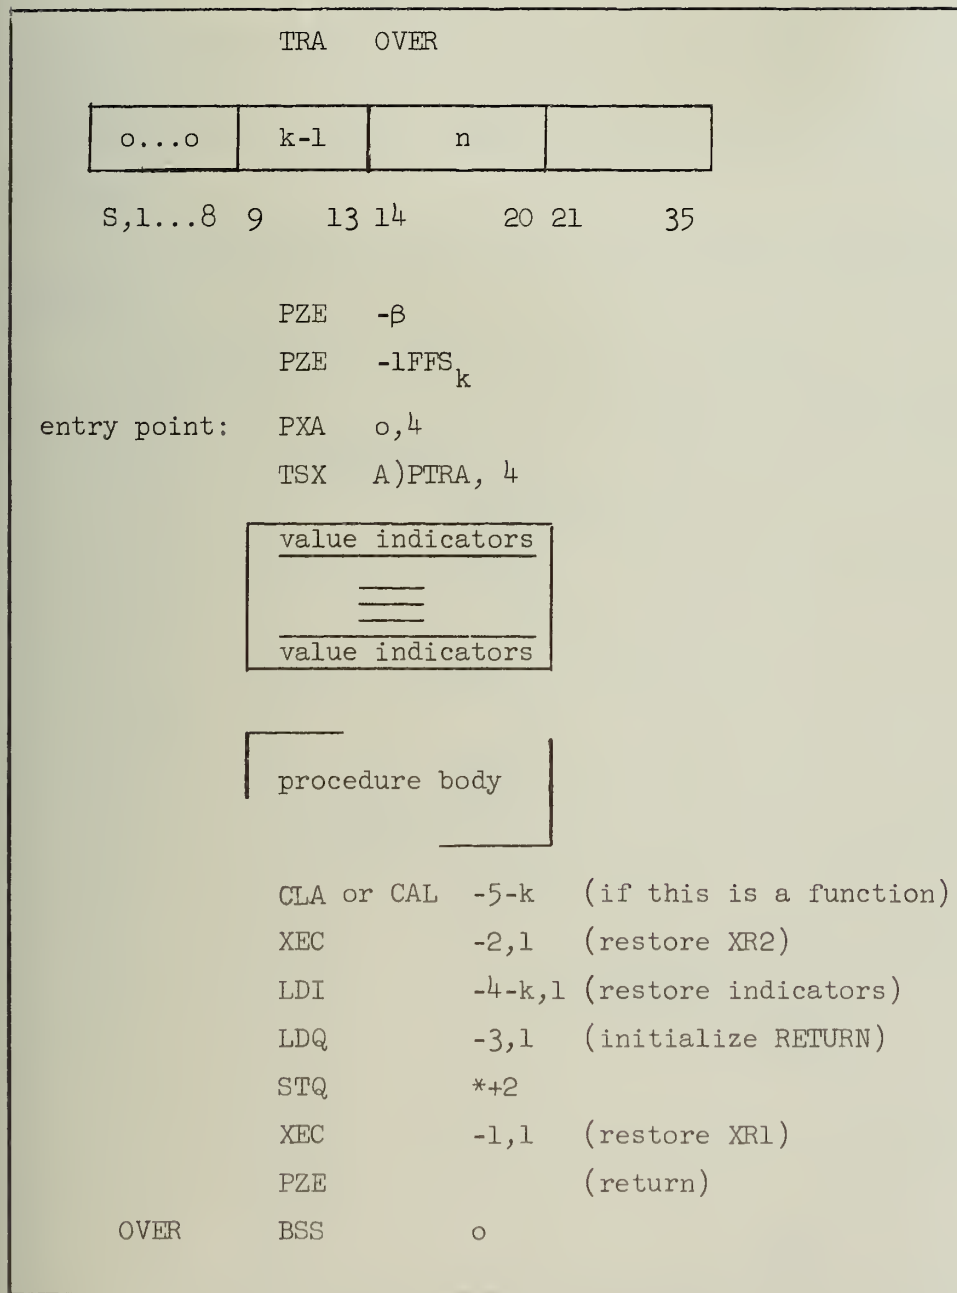 TRA OVER
o...o k-1 n
S,1...8 9 13 14 20 21 35
PZE -β
PZE -1FFS
k
entry point: PXA o,4
TSX A)PTRA, 4
value indicators
value indicators
procedure body
CLA or CAL -5-k (if this is a function)
XEC -2,1 (restore XR2)
LDI -4-k,1 (restore indicators)
LDQ -3,1 (initialize RETURN)
STQ *+2
XEC -1,1 (restore XR1)
PZE (return)
OVER BSS o